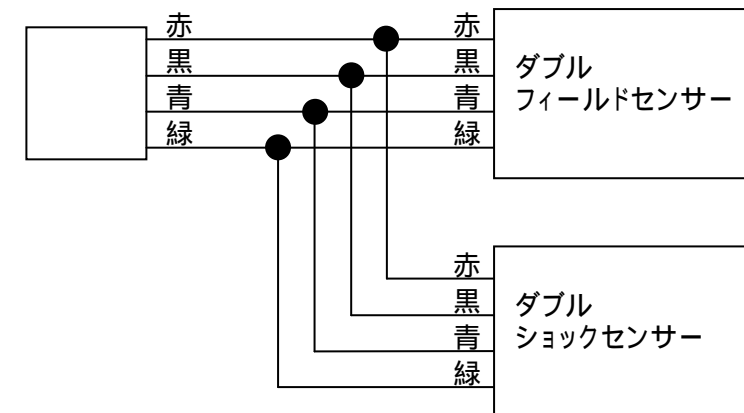 赤 赤
黒 黒
青 青
緑 緑
ダブル
フィールドセンサー
赤
黒
青
緑
ダブル
ショックセンサー